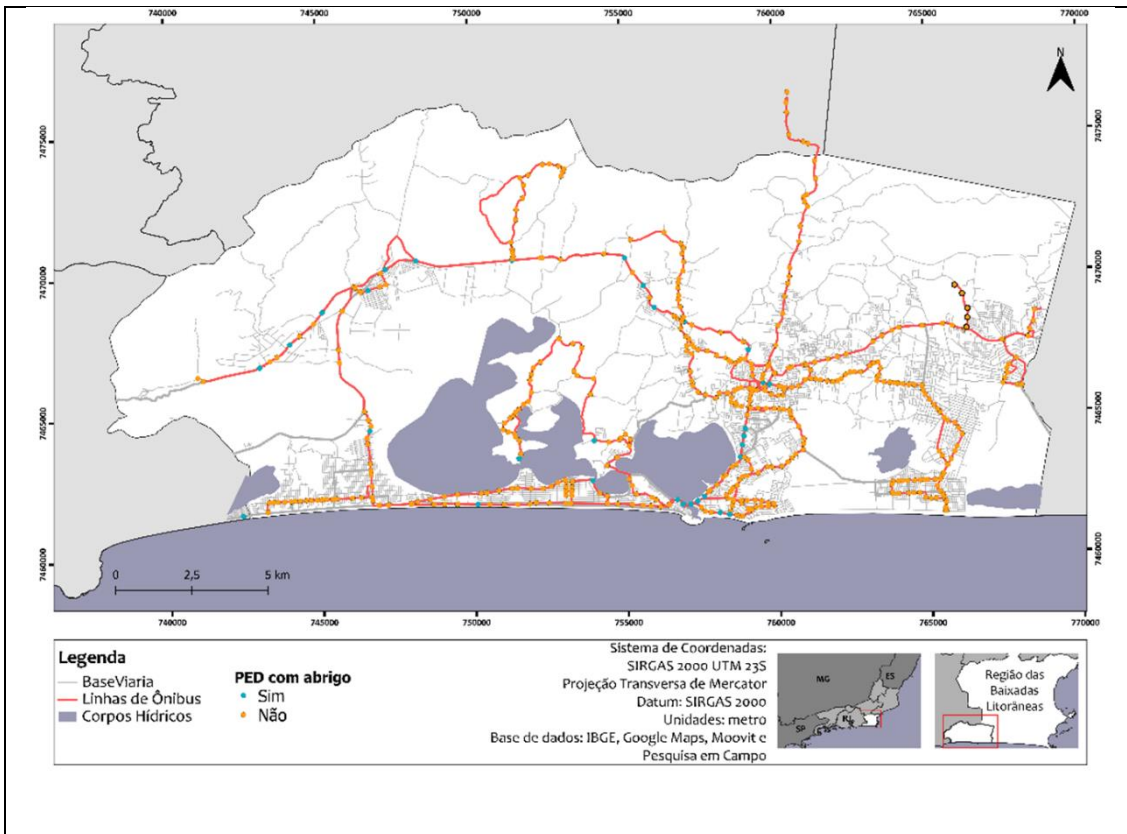 740000 745000 750000 755000 760000 765000 770000
N
7475000 7475000
7470000 7470000
7465000 7465000
7460000 7460000
0 2,5 5 km
740000 745000 750000 755000 760000 765000 770000
Legenda
BaseViaria
Linhas de Ônibus
Corpos Hídricos
PED com abrigo
Sim
Não
Sistema de Coordenadas:
SIRGAS 2000 UTM 23S
Projeção Transversa de Mercator
Datum: SIRGAS 2000
Unidades: metro
Base de dados: IBGE, Google Maps, Moovit e
Pesquisa em Campo
MG
ES
RJ
SP
Região das
Baixadas
Litorâneas